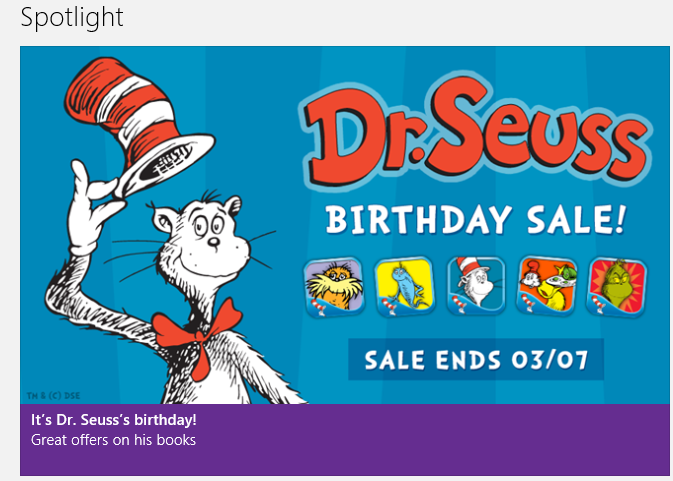 Spotlight
Dr. Seuss
BIRTHDAY SALE!
SALE ENDS 03/07
TM & (C) DSE
It's Dr. Seuss's birthday!
Great offers on his books